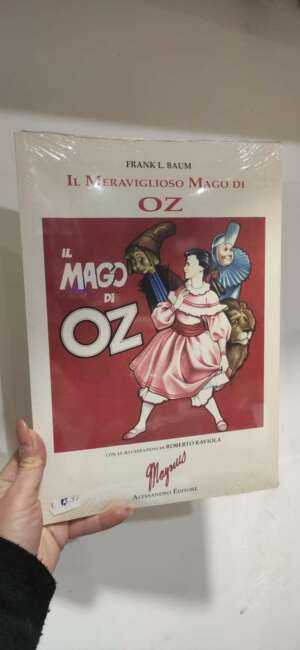 FRANK L. BAUM
IL MERAVIGLIOSO MAGO DI
OZ
IL
MAGO
DI
OZ
CON LE ILLUSTRAZIONI DI ROBERTO RAVIOLA
Magnus
ALESSANDRO EDITORE